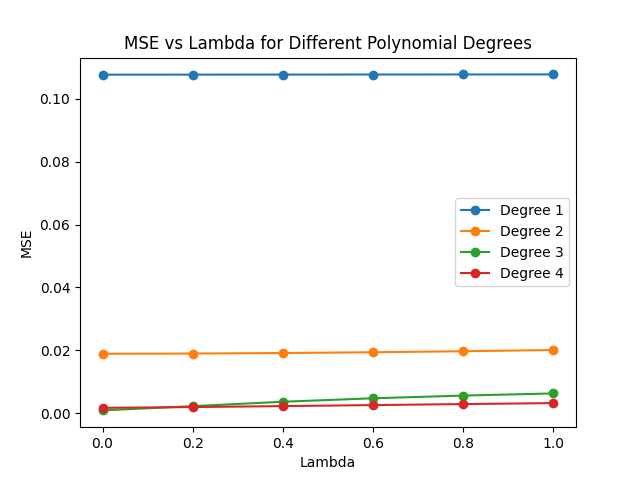 MSE vs Lambda for Different Polynomial Degrees
0.10
0.08
0.06
0.04
0.02
0.00
MSE
Degree 1
Degree 2
Degree 3
Degree 4
0.0 0.2 0.4 0.6 0.8 1.0
Lambda